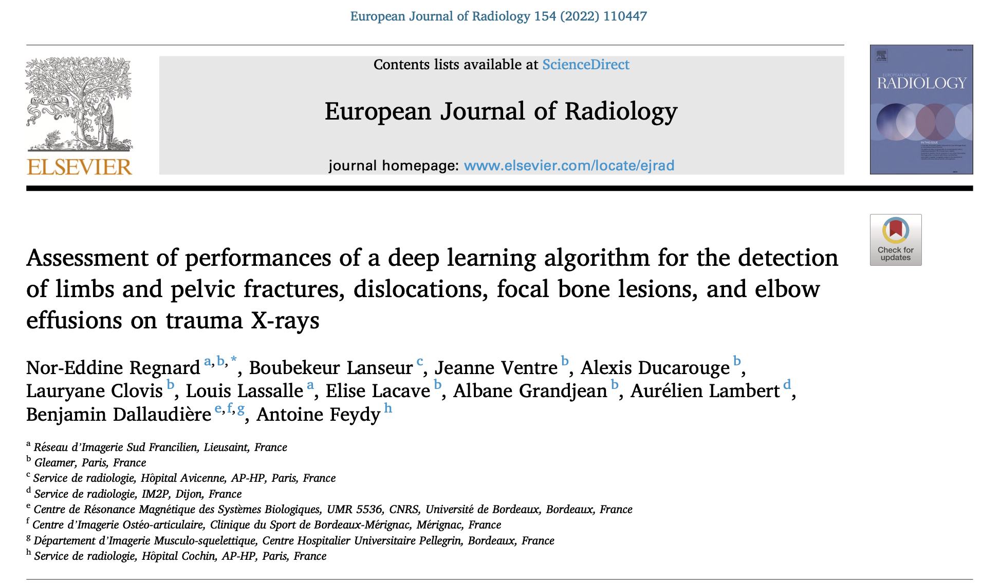 European Journal of Radiology 154 (2022) 110447
Contents lists available at ScienceDirect
European Journal of Radiology
journal homepage: www.elsevier.com/locate/ejrad
NON SOLUS
ELSEVIER
EUROPEAN JOURNAL OF
RADIOLOGY
IN THIS ISSUE
Check for
updates
Assessment of performances of a deep learning algorithm for the detection
of limbs and pelvic fractures, dislocations, focal bone lesions, and elbow
effusions on trauma X-rays
Nor-Eddine Regnard a,b,*, Boubekeur Lanseur c, Jeanne Ventre b, Alexis Ducarouge b,
Lauryane Clovis b, Louis Lassalle a, Elise Lacave b, Albane Grandjean b, Aurélien Lambert d,
Benjamin Dallaudière e,f,g, Antoine Feydy h
a Réseau d’Imagerie Sud Francilien, Lieusaint, France
b Gleamer, Paris, France
c Service de radiologie, Hôpital Avicenne, AP-HP, Paris, France
d Service de radiologie, IM2P, Dijon, France
e Centre de Résonance Magnétique des Systèmes Biologiques, UMR 5536, CNRS, Université de Bordeaux, Bordeaux, France
f Centre d’Imagerie Ostéo-articulaire, Clinique du Sport de Bordeaux-Mérignac, Mérignac, France
g Département d’Imagerie Musculo-squelettique, Centre Hospitalier Universitaire Pellegrin, Bordeaux, France
h Service de radiologie, Hôpital Cochin, AP-HP, Paris, France